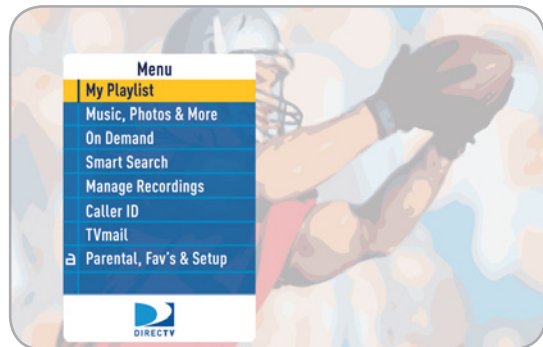 Menu
My Playlist
Music, Photos & More
On Demand
Smart Search
Manage Recordings
Caller ID
TVmail
Parental, Fav's & Setup
DIRECTV